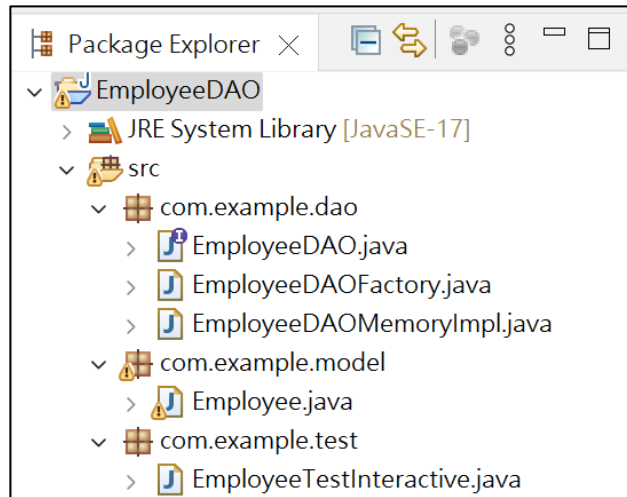 Package Explorer
EmployeeDAO
JRE System Library [JavaSE-17]
src
com.example.dao
EmployeeDAO.java
EmployeeDAOFactory.java
EmployeeDAOMemoryImpl.java
com.example.model
Employee.java
com.example.test
EmployeeTestInteractive.java